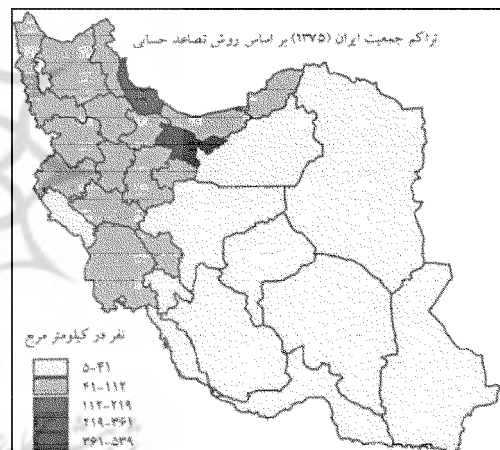 تراکم جمعیت ایران (۱۳۷۵) بر اساس روش تصاعد حسابی
نفر در کیلومتر مربع
۵-۴۱
۴۱-۱۱۲
۱۱۲-۲۱۹
۲۱۹-۳۶۱
۳۶۱-۵۳۹